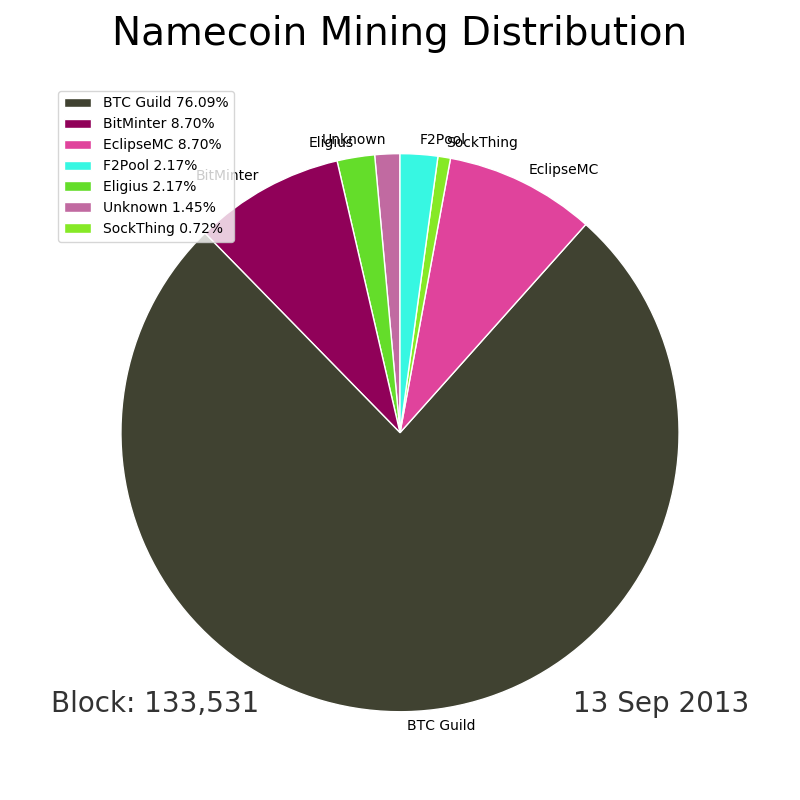 Namecoin Mining Distribution
BTC Guild 76.09%
BitMinter 8.70%
EclipseMC 8.70%
F2Pool 2.17%
Eligius 2.17%
Unknown 1.45%
SockThing 0.72%
BitMinter
Eligius
Unknown
F2Pool
SockThing
EclipseMC
BTC Guild
Block: 133,531
13 Sep 2013